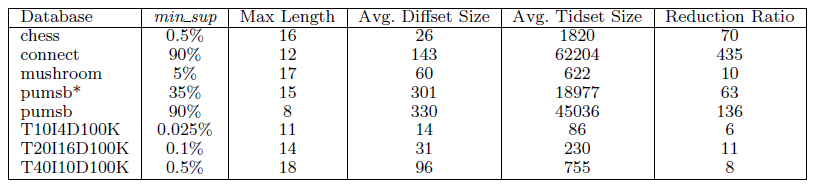 Database min_sup Max Length Avg. Diffset Size Avg. Tidset Size Reduction Ratio
chess 0.5% 16 26 1820 70
connect 90% 12 143 62204 435
mushroom 5% 17 60 622 10
pumsb* 35% 15 301 18977 63
pumsb 90% 8 330 45036 136
T10I4D100K 0.025% 11 14 86 6
T20I16D100K 0.1% 14 31 230 11
T40I10D100K 0.5% 18 96 755 8